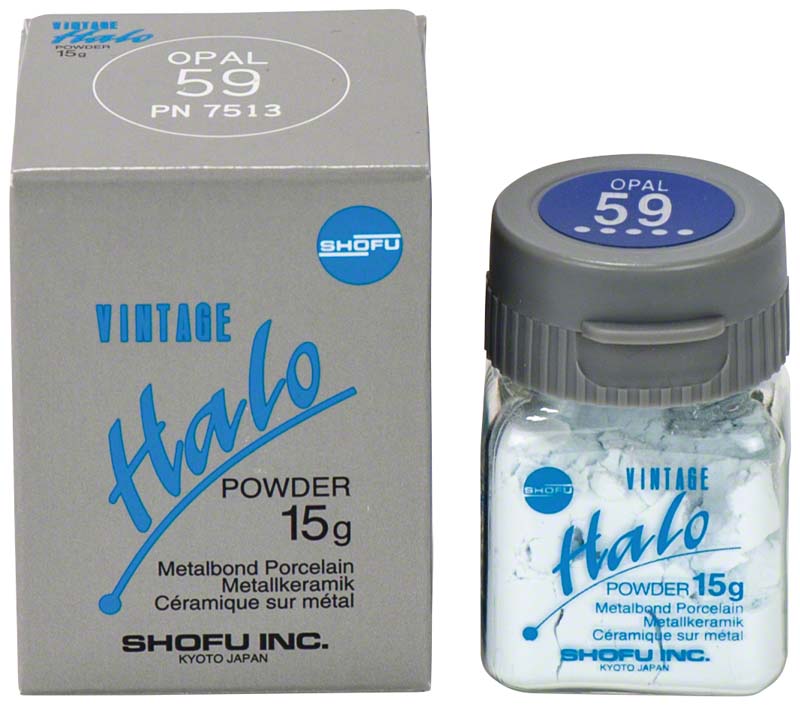 VINTAGE
Halo
POWDER
15g
OPAL
59
PN 7513
SHOFU
VINTAGE
Halo
POWDER
15g
Metalbond Porcelain
Metallkeramik
Céramique sur métal
SHOFU INC.
KYOTO JAPAN
OPAL
59
SHOFU
VINTAGE
Halo
POWDER 15g
Metalbond Porcelain
Metallkeramik
Céramique sur métal
SHOFU INC.
KYOTO JAPAN